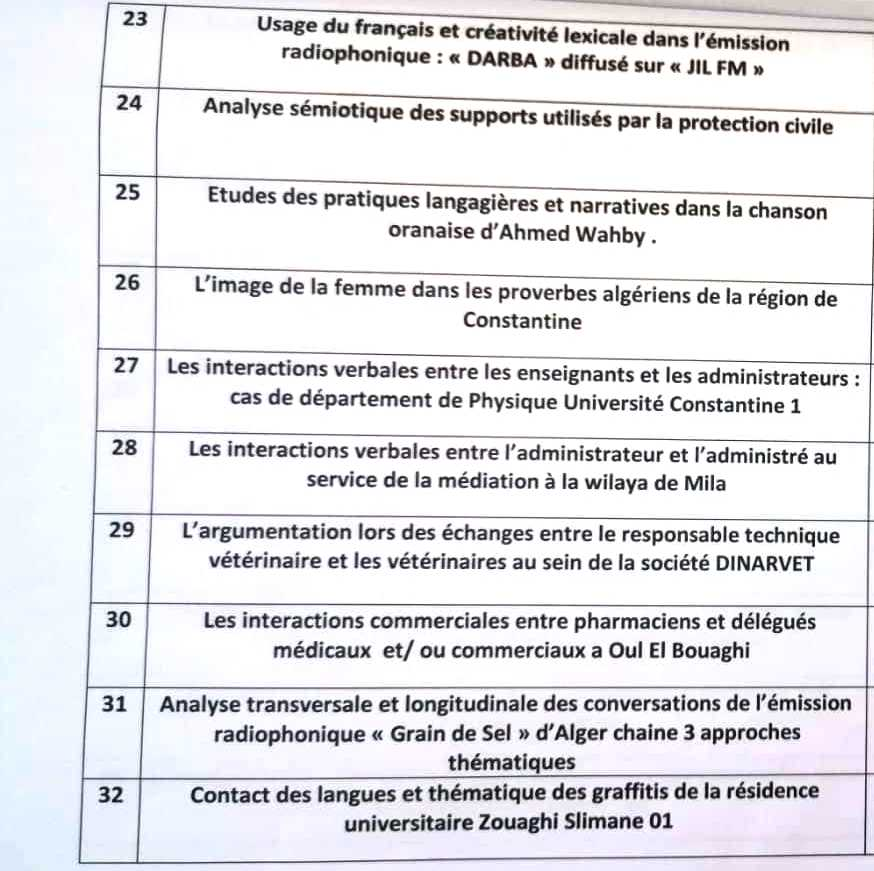 23
Usage du français et créativité lexicale dans l'émission
radiophonique : « DARBA » diffusé sur « JIL FM »
24
Analyse sémiotique des supports utilisés par la protection civile
25
Etudes des pratiques langagières et narratives dans la chanson
oranaise d'Ahmed Wahby .
26
L'image de la femme dans les proverbes algériens de la région de
Constantine
27
Les interactions verbales entre les enseignants et les administrateurs :
cas de département de Physique Université Constantine 1
28
Les interactions verbales entre l'administrateur et l'administré au
service de la médiation à la wilaya de Mila
29
L'argumentation lors des échanges entre le responsable technique
vétérinaire et les vétérinaires au sein de la société DINARVET
30
Les interactions commerciales entre pharmaciens et délégués
médicaux et/ ou commerciaux a Oul El Bouaghi
31
Analyse transversale et longitudinale des conversations de l'émission
radiophonique « Grain de Sel » d'Alger chaine 3 approches
thématiques
32
Contact des langues et thématique des graffitis de la résidence
universitaire Zouaghi Slimane 01